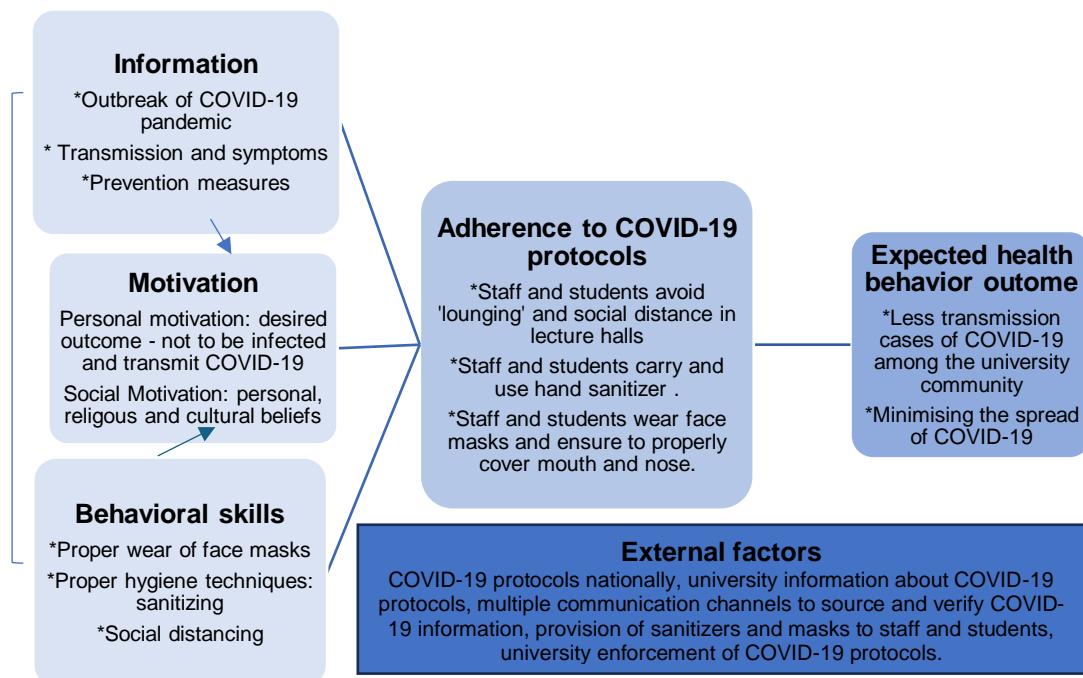 Information
*Outbreak of COVID-19
pandemic
* Transmission and symptoms
*Prevention measures
Motivation
Personal motivation: desired
outcome - not to be infected
and transmit COVID-19
Social Motivation: personal,
religous and cultural beliefs
Behavioral skills
*Proper wear of face masks
*Proper hygiene techniques:
sanitizing
*Social distancing
Adherence to COVID-19
protocols
*Staff and students avoid
'lounging' and social distance in
lecture halls
*Staff and students carry and
use hand sanitizer .
*Staff and students wear face
masks and ensure to properly
cover mouth and nose.
Expected health
behavior outcome
*Less transmission
cases of COVID-19
among the university
community
*Minimising the spread
of COVID-19
External factors
COVID-19 protocols nationally, university information about COVID-19
protocols, multiple communication channels to source and verify COVID-
19 information, provision of sanitizers and masks to staff and students,
university enforcement of COVID-19 protocols.